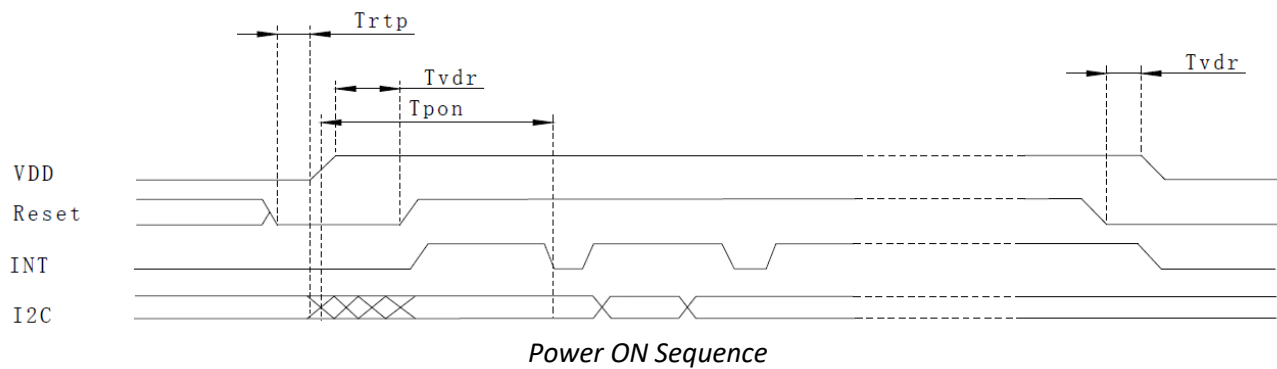 Trtp
Tvdr
Tvdr
Tpon
VDD
Reset
INT
I2C
Power ON Sequence